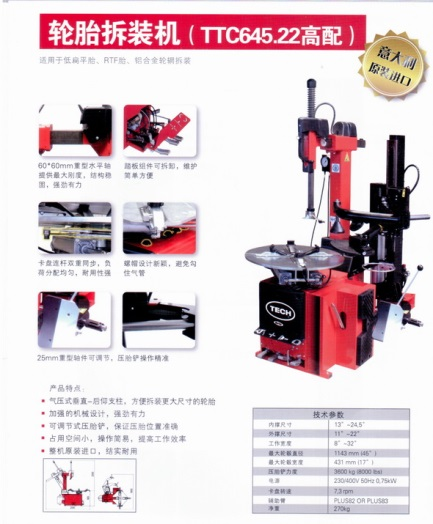 轮胎拆装机（TTC645.22高配）
适用于低扁平胎、RTF胎、铝合金轮辋拆装
意大利
原装进口
60*60mm重型水平轴
提供最大刚度，结构稳
固，强劲有力
踏板组件可拆卸，维护
简单方便
卡盘连杆双重同步，负
荷分配均匀，耐用性强
螺帽设计新颖，避免勾
住气管
25mm重型轴件可调节，压胎铲操作精准
TECH
产品特点：
气压式垂直-后仰支柱，方便拆装更大尺寸的轮胎
加强的机械设计，强劲有力
可调节式压胎铲，保证压胎位置准确
占用空间小，操作简易，提高工作效率
整机原装进口，结实耐用
技术参数
内撑尺寸 13"-24.5"
外撑尺寸 11"-22"
工作宽度 8"-32"
最大轮毂直径 1143 mm (45")
最大轮毂宽度 431 mm (17")
压胎铲力度 3600 kg (8000 lbs)
电源 230/400V 50Hz 0.75kW
卡盘转速 7.3 rpm
辅助臂 PLUS82 OR PLUS83
净重 270kg